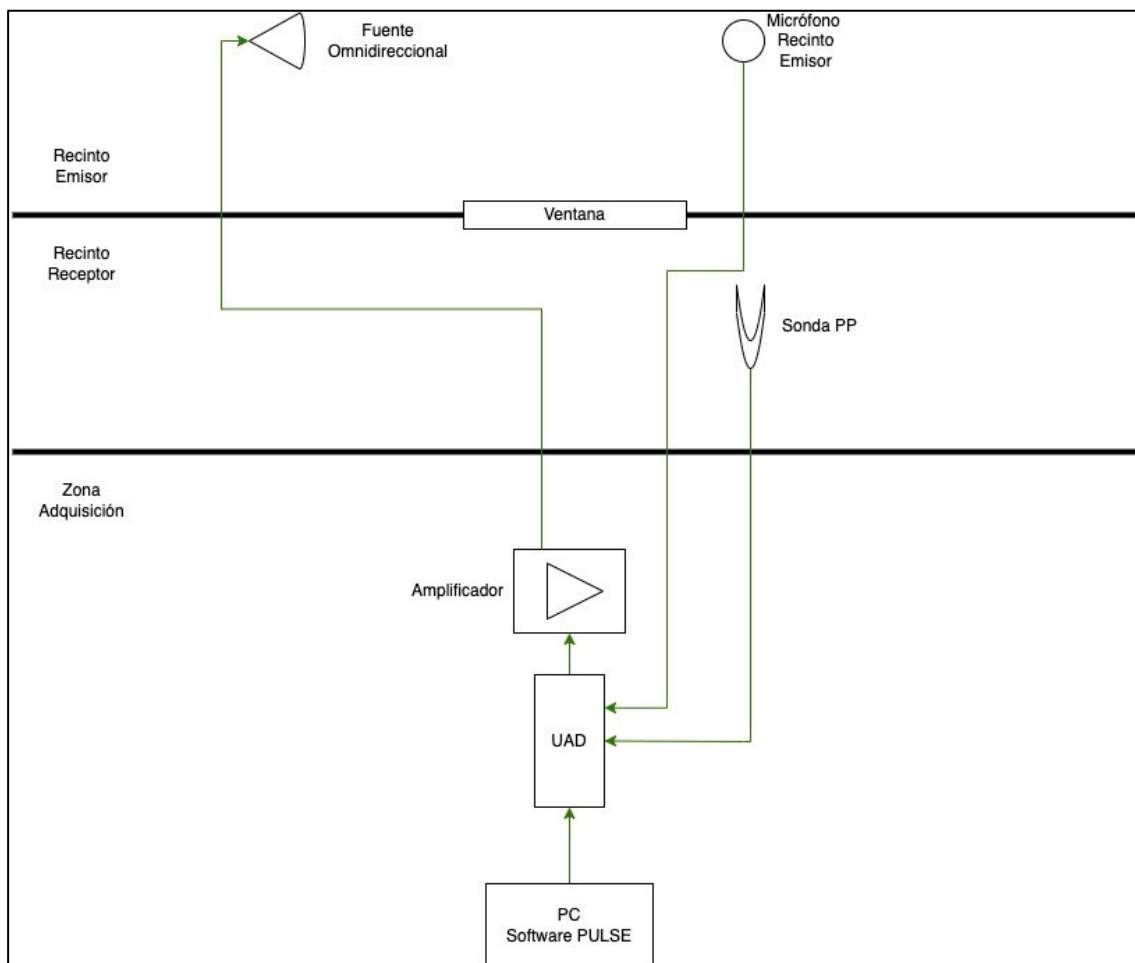 Fuente
Omnidireccional
Micrófono
Recinto
Emisor
Recinto
Emisor
Ventana
Recinto
Receptor
Sonda PP
Zona
Adquisición
Amplificador
UAD
PC
Software PULSE